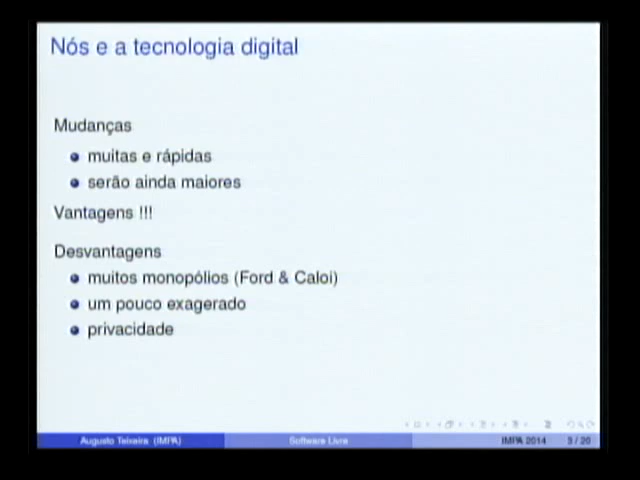 Nós e a tecnologia digital
Mudanças
muitas e rápidas
serão ainda maiores
Vantagens !!!
Desvantagens
muitos monopólios (Ford & Caloi)
um pouco exagerado
privacidade
Augusto Teixeira (IMPA)
Software Livre
IMPA 2014
3 / 20